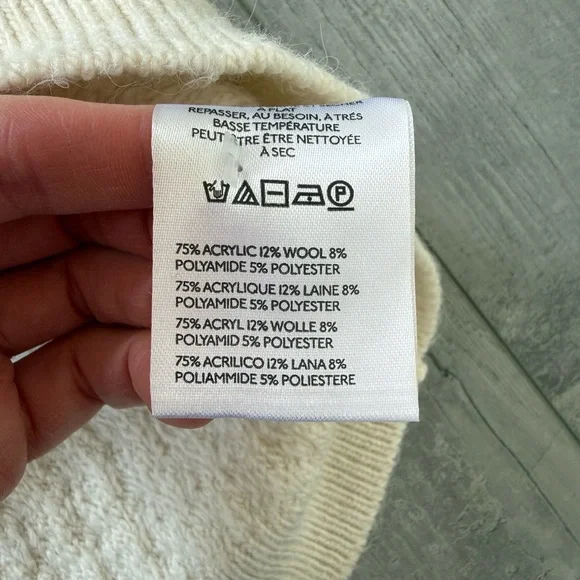 À PLAT
REPASSER, AU BESOIN, À TRÉS
BASSE TEMPÉRATURE
PEUT ÊTRE NETTOYÉE
À SEC
P
75% ACRYLIC 12% WOOL 8%
POLYAMIDE 5% POLYESTER
75% ACRYLIQUE 12% LAINE 8%
POLYAMIDE 5% POLYESTER
75% ACRYL 12% WOLLE 8%
POLYAMID 5% POLYESTER
75% ACRILICO 12% LANA 8%
POLIAMMIDE 5% POLIESTERE